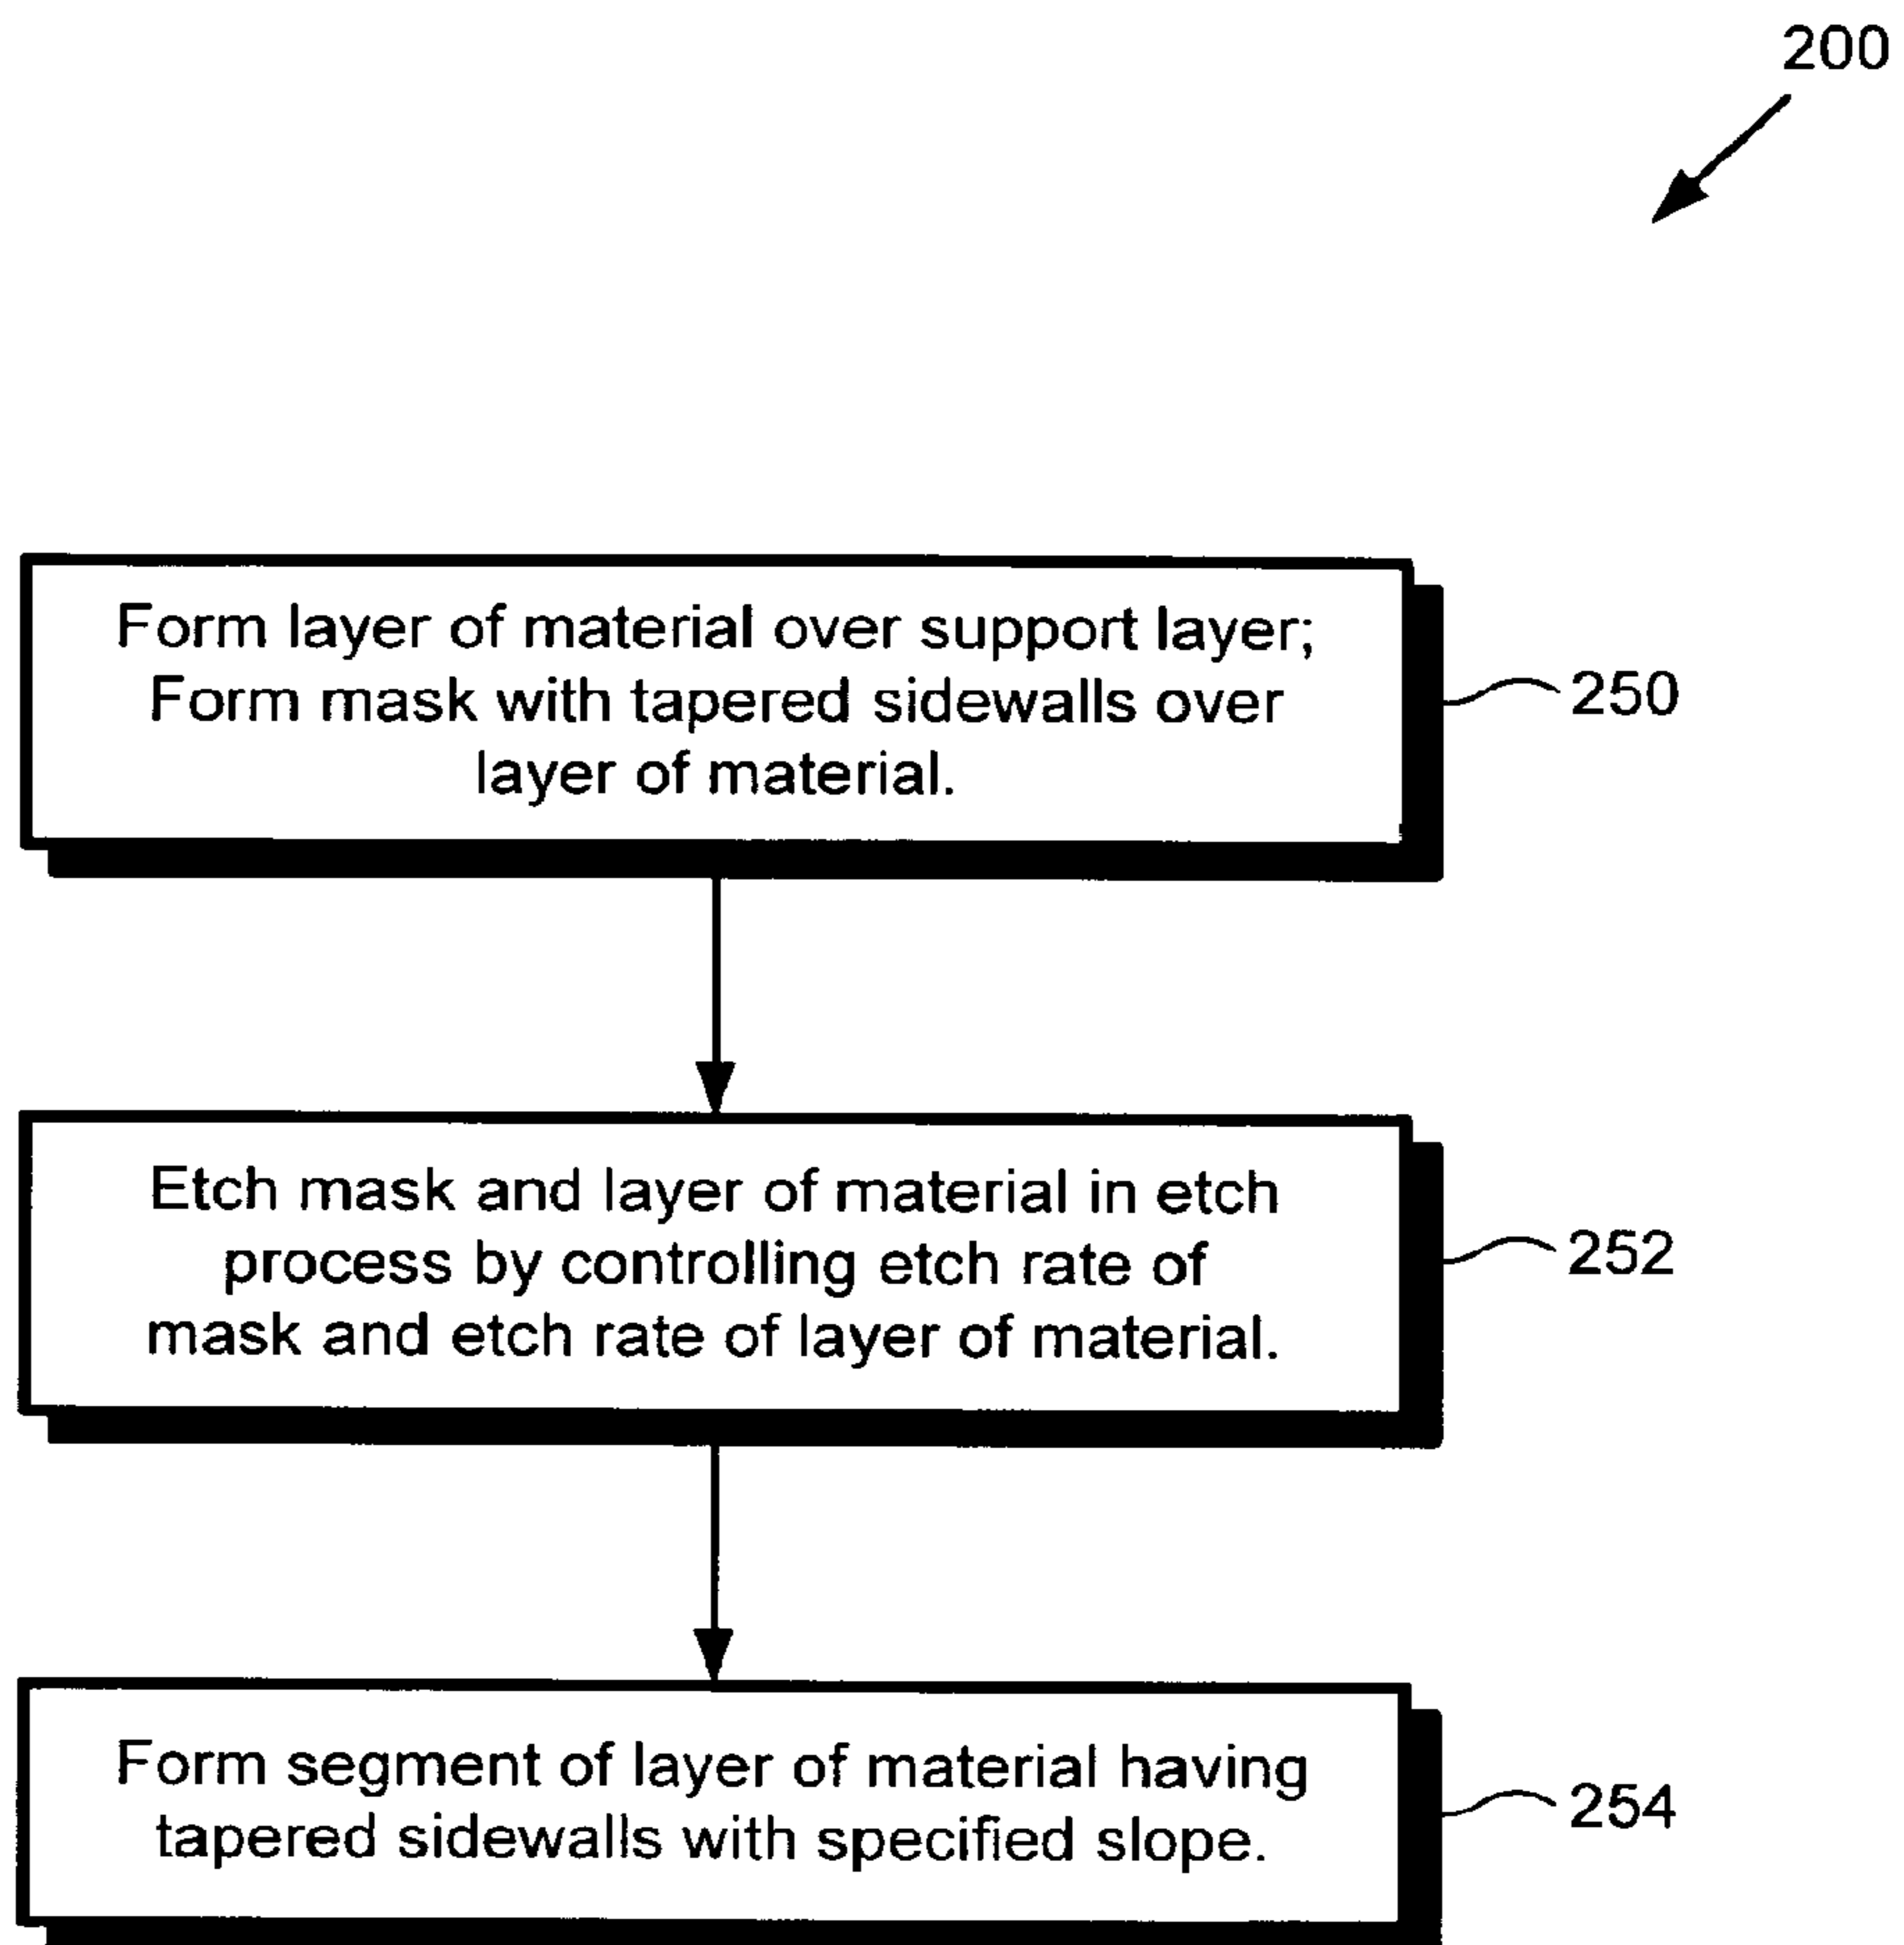 200
Form layer of material over support layer;
Form mask with tapered sidewalls over
layer of material.
250
Etch mask and layer of material in etch
process by controlling etch rate of
mask and etch rate of layer of material.
252
Form segment of layer of material having
tapered sidewalls with specified slope.
254